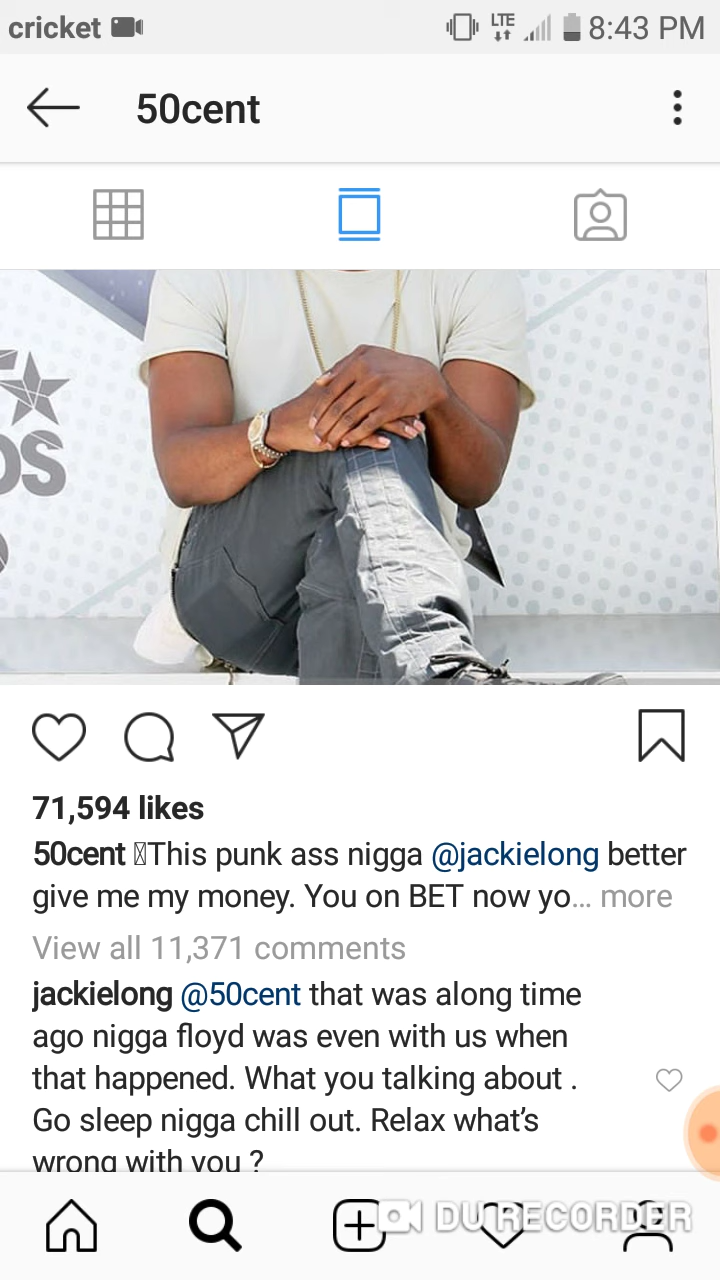 cricket LTE 8:43 PM
50cent
DS
71,594 likes
50cent This punk ass nigga @jackielong better
give me my money. You on BET now yo... more
View all 11,371 comments
jackielong @50cent that was along time
ago nigga floyd was even with us when
that happened. What you talking about .
Go sleep nigga chill out. Relax what's
wrong with you ?
DU RECORDER